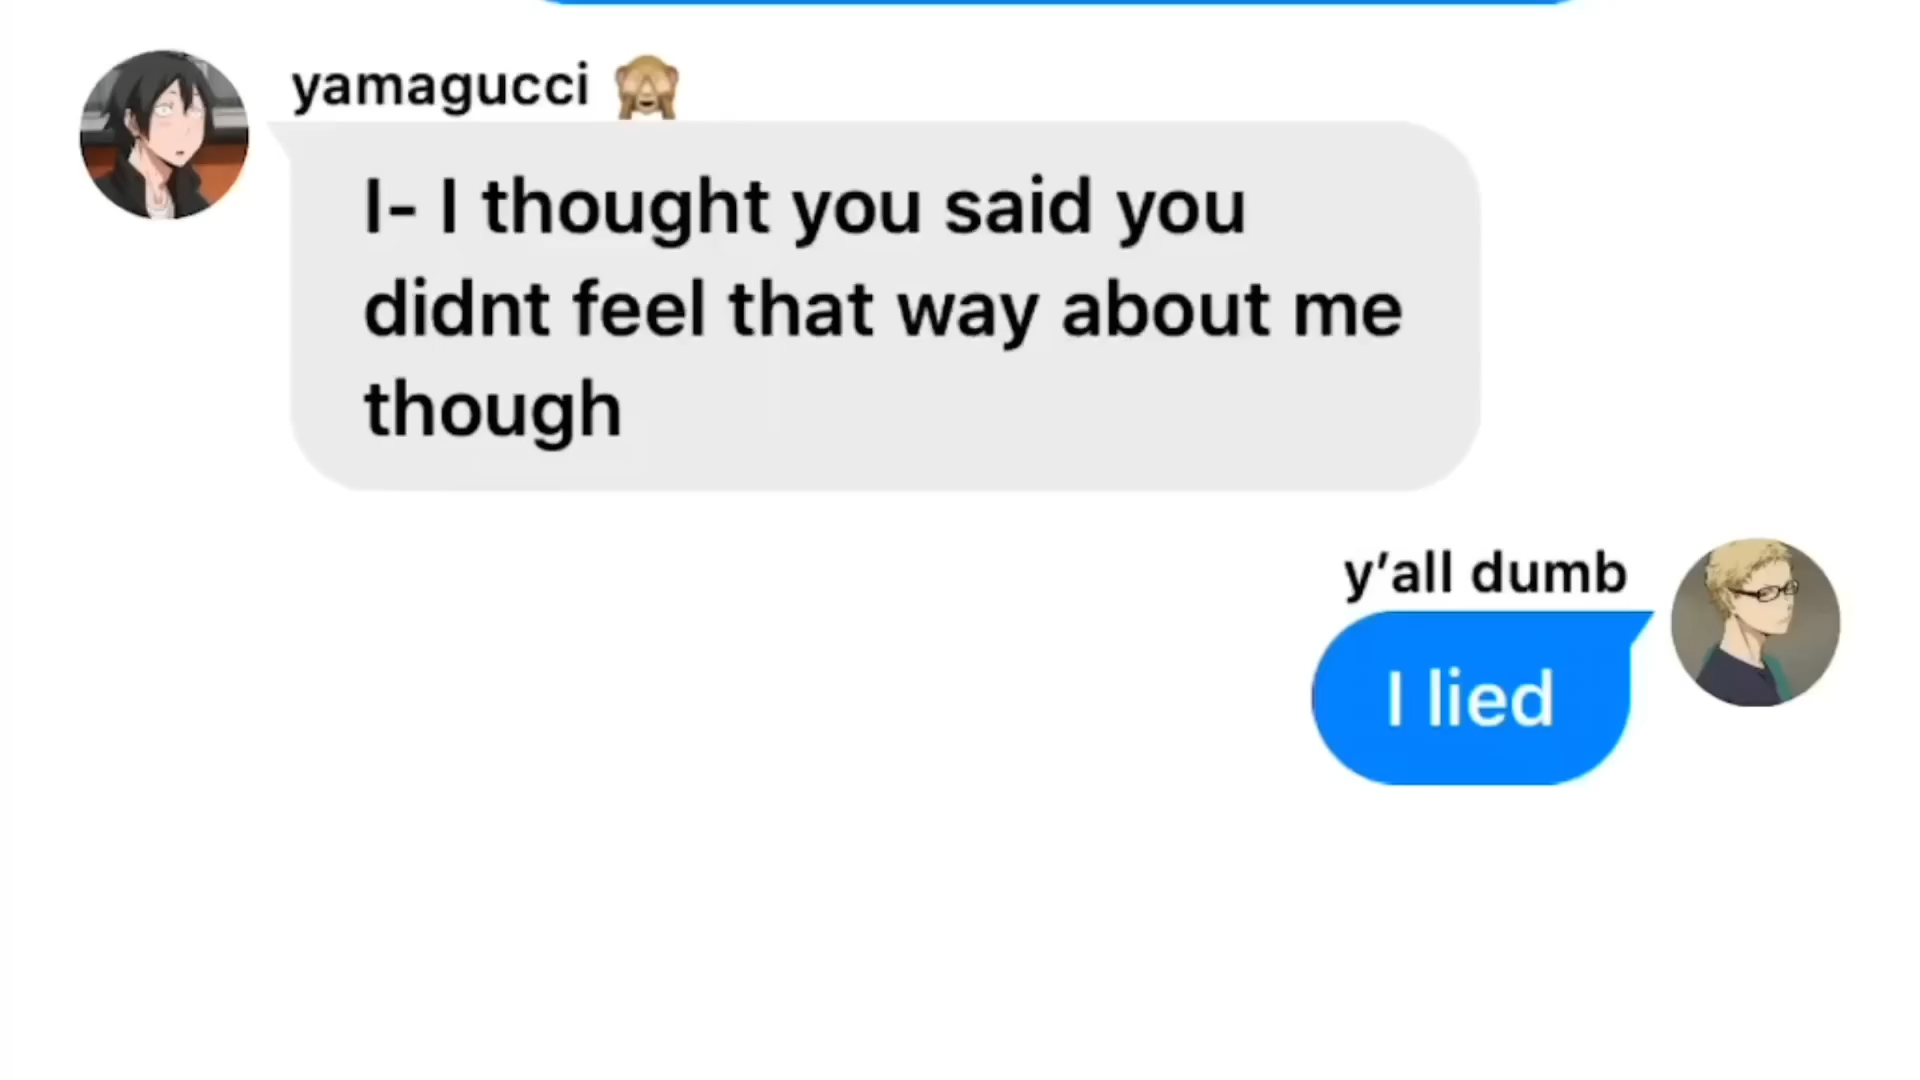 yamagucci 🙈
I- I thought you said you
didnt feel that way about me
though
y’all dumb
I lied